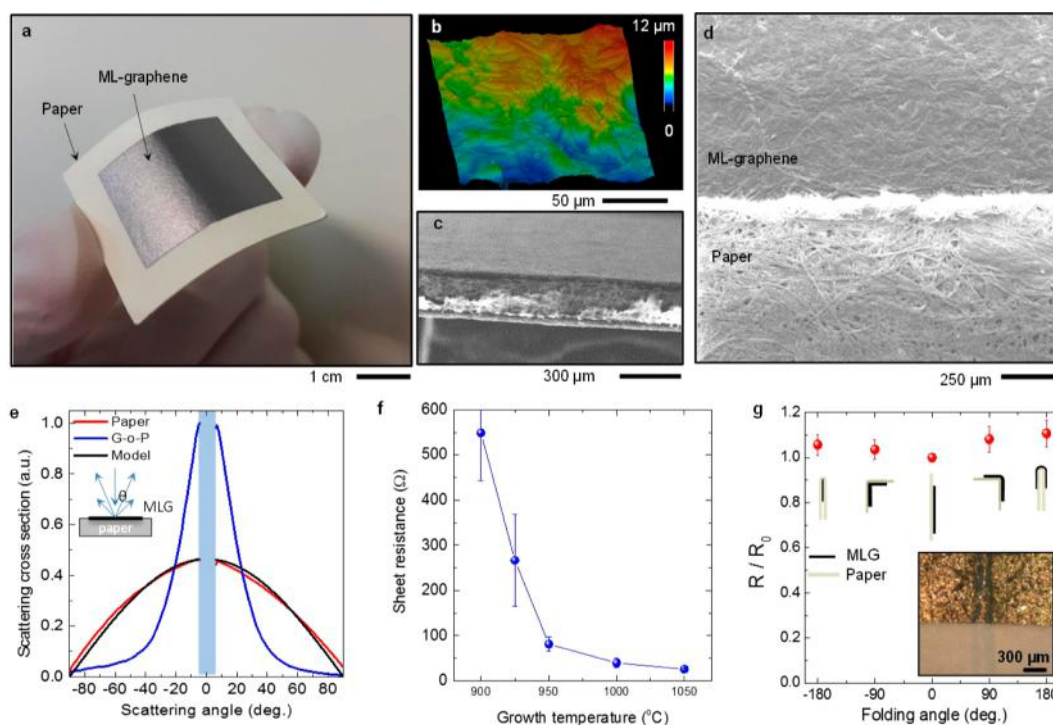 a
ML-graphene
Paper
1 cm
b
12 µm
0
50 µm
c
300 µm
d
ML-graphene
Paper
250 µm
e
Scattering cross section (a.u.)
1.0
0.8
0.6
0.4
0.2
0.0
Paper
G-o-P
Model
θ
MLG
paper
-80 -60 -40 -20 0 20 40 60 80
Scattering angle (deg.)
f
Sheet resistance (Ω)
600
500
400
300
200
100
0
900 950 1000 1050
Growth temperature (°C)
g
R / R0
1.2
1.0
0.8
0.6
0.4
0.2
0.0
MLG
Paper
300 µm
-180 -90 0 90 180
Folding angle (deg.)